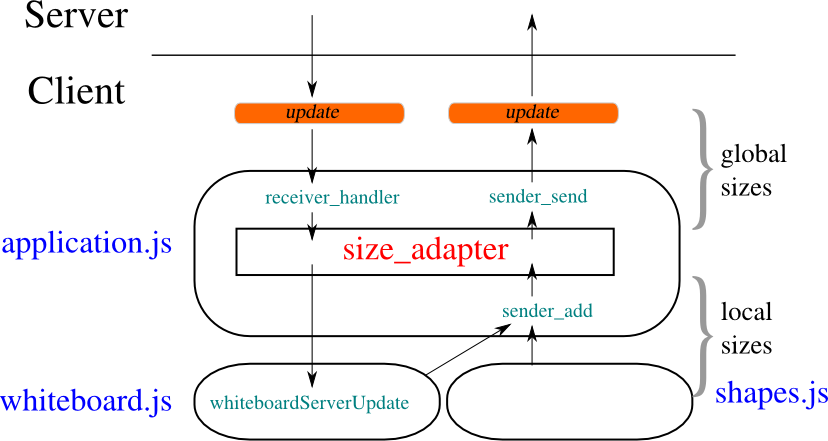 Server
Client
update
update
global
sizes
receiver_handler
sender_send
application.js
size_adapter
sender_add
local
sizes
whiteboard.js
whiteboardServerUpdate
shapes.js